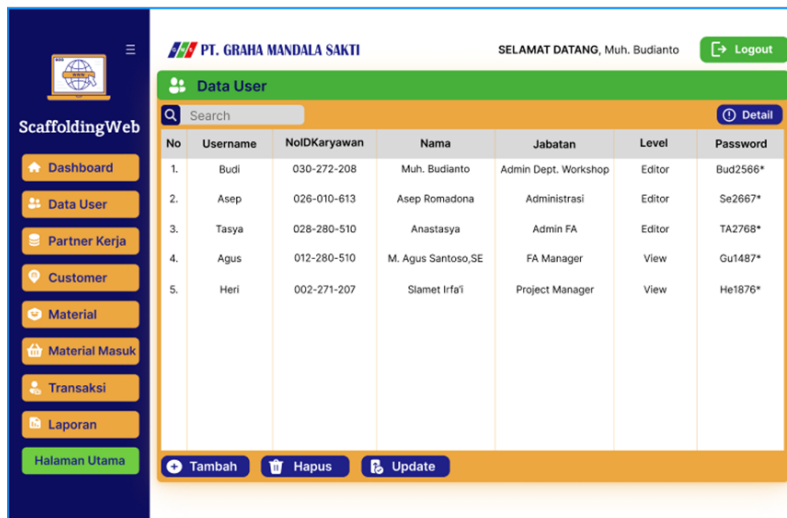 PT. GRAHA MANDALA SAKTI
SELAMAT DATANG, Muh. Budianto
Logout
ScaffoldingWeb
Dashboard
Data User
Partner Kerja
Customer
Material
Material Masuk
Transaksi
Laporan
Halaman Utama
Data User
Search
Detail
No Username NoIDKaryawan Nama Jabatan Level Password
1. Budi 030-272-208 Muh. Budianto Admin Dept. Workshop Editor Bud2566*
2. Asep 026-010-613 Asep Romadona Administrasi Editor Se2667*
3. Tasya 028-280-510 Anastasya Admin FA Editor TA2768*
4. Agus 012-280-510 M. Agus Santoso,SE FA Manager View Gu1487*
5. Heri 002-271-207 Slamet Irfa'i Project Manager View He1876*
Tambah
Hapus
Update